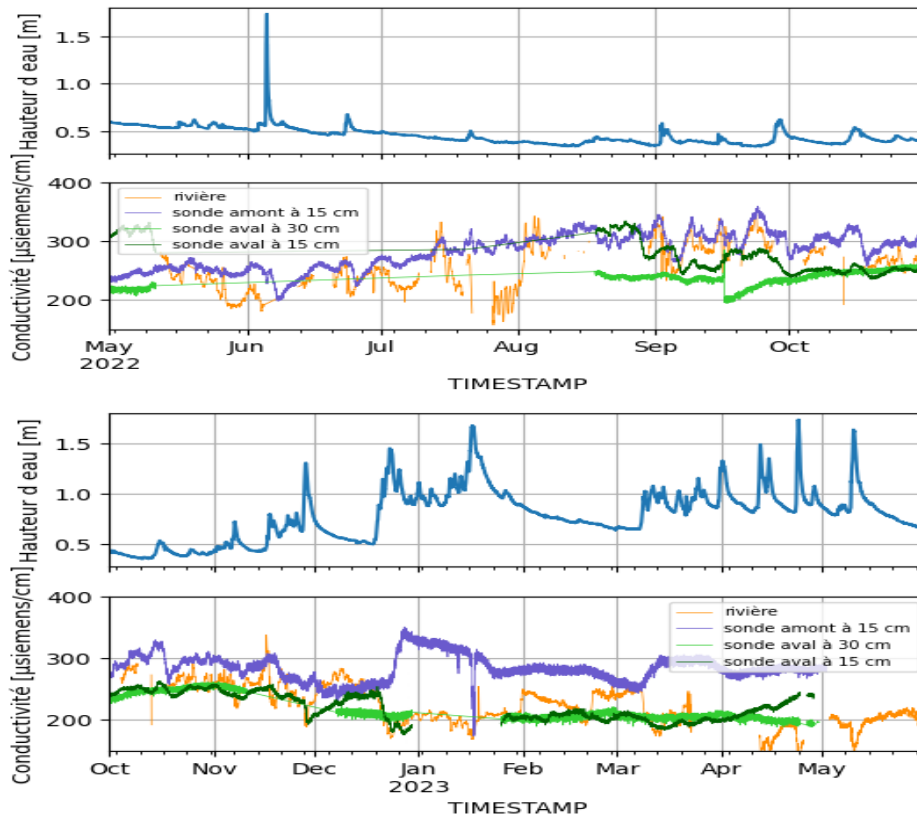 Hauteur d eau [m]
1.5
1.0
0.5
Conductivité [µsiemens/cm]
400
300
200
rivière
sonde amont à 15 cm
sonde aval à 30 cm
sonde aval à 15 cm
May Jun Jul Aug Sep Oct
2022
TIMESTAMP
Hauteur d eau [m]
1.5
1.0
0.5
Conductivité [µsiemens/cm]
400
300
200
rivière
sonde amont à 15 cm
sonde aval à 30 cm
sonde aval à 15 cm
Oct Nov Dec Jan Feb Mar Apr May
2023
TIMESTAMP